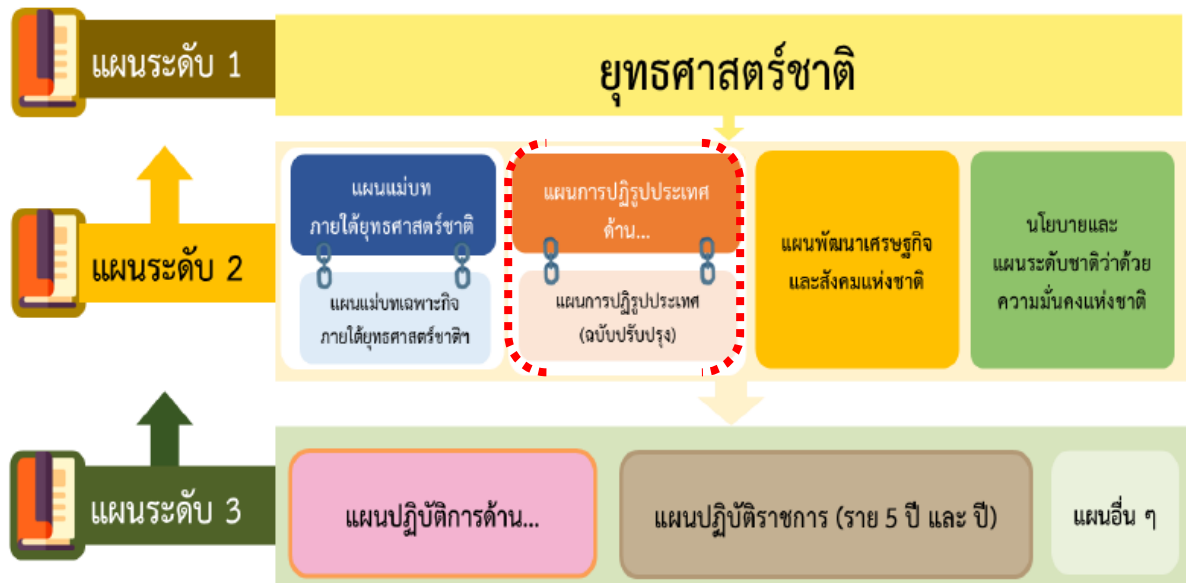 แผนระดับ 1
ยุทธศาสตร์ชาติ
แผนระดับ 2
แผนแม่บท
ภายใต้ยุทธศาสตร์ชาติ
แผนแม่บทเฉพาะกิจ
ภายใต้ยุทธศาสตร์ชาติฯ
แผนการปฏิรูปประเทศ
ด้าน...
แผนการปฏิรูปประเทศ
(ฉบับปรับปรุง)
แผนพัฒนาเศรษฐกิจ
และสังคมแห่งชาติ
นโยบายและ
แผนระดับชาติว่าด้วย
ความมั่นคงแห่งชาติ
แผนระดับ 3
แผนปฏิบัติการด้าน...
แผนปฏิบัติราชการ (ราย 5 ปี และ ปี)
แผนอื่น ๆ